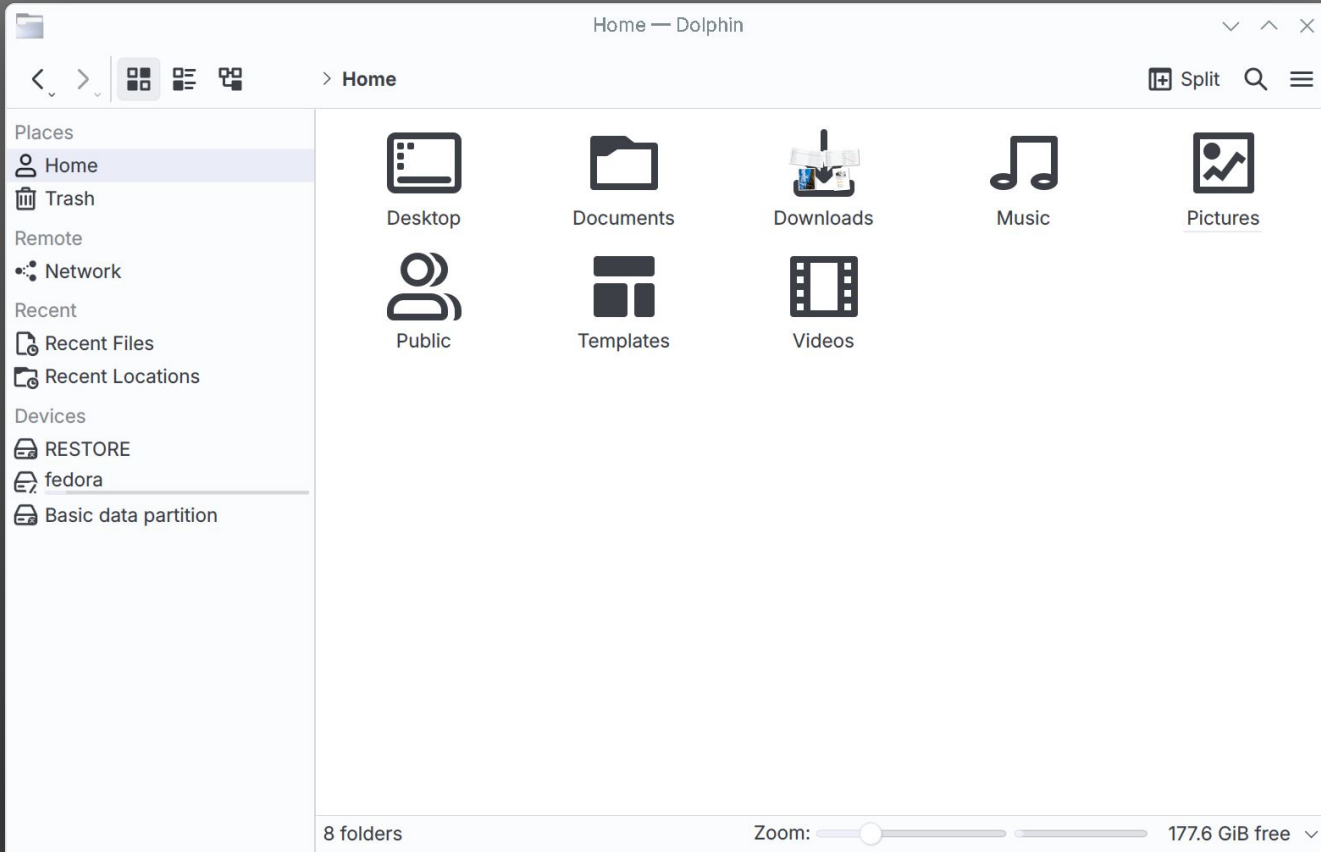 Home — Dolphin
Home
Split
Places
Home
Trash
Remote
Network
Recent
Recent Files
Recent Locations
Devices
RESTORE
fedora
Basic data partition
Desktop
Documents
Downloads
Music
Pictures
Public
Templates
Videos
8 folders
Zoom:
177.6 GiB free